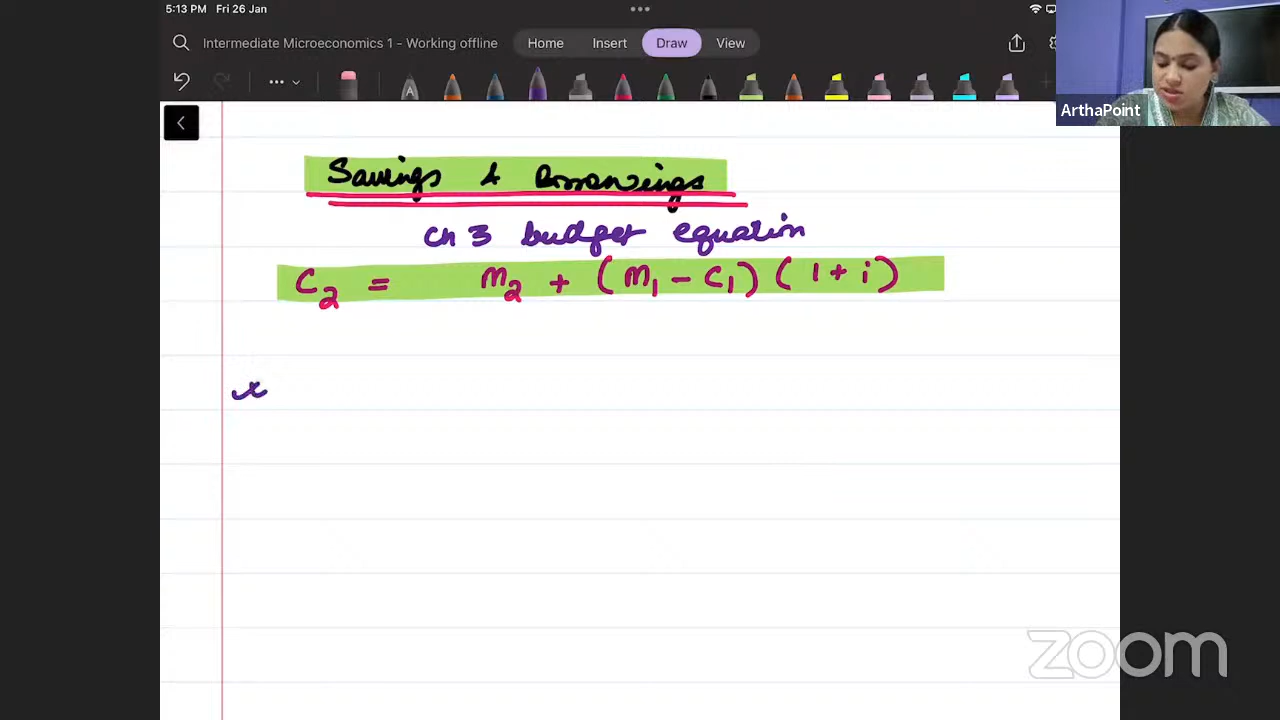 5:13 PM Fri 26 Jan
Intermediate Microeconomics 1 - Working offline Home Insert Draw View
A
ArthaPoint
Savings & Borrowings
Ch 3 budget equation
C₂ = m₂ + (m₁ - C₁) (1 + i)
zoom